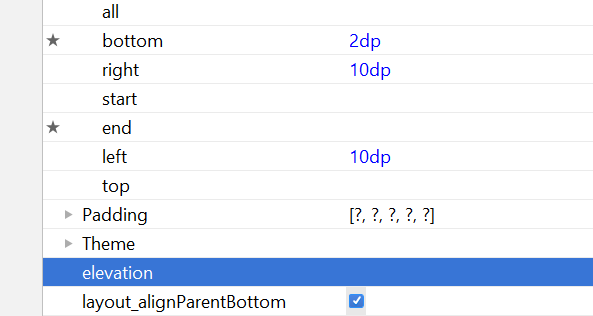 all
bottom 2dp
right 10dp
start
end
left 10dp
top
Padding [?, ?, ?, ?, ?]
Theme
elevation
layout_alignParentBottom